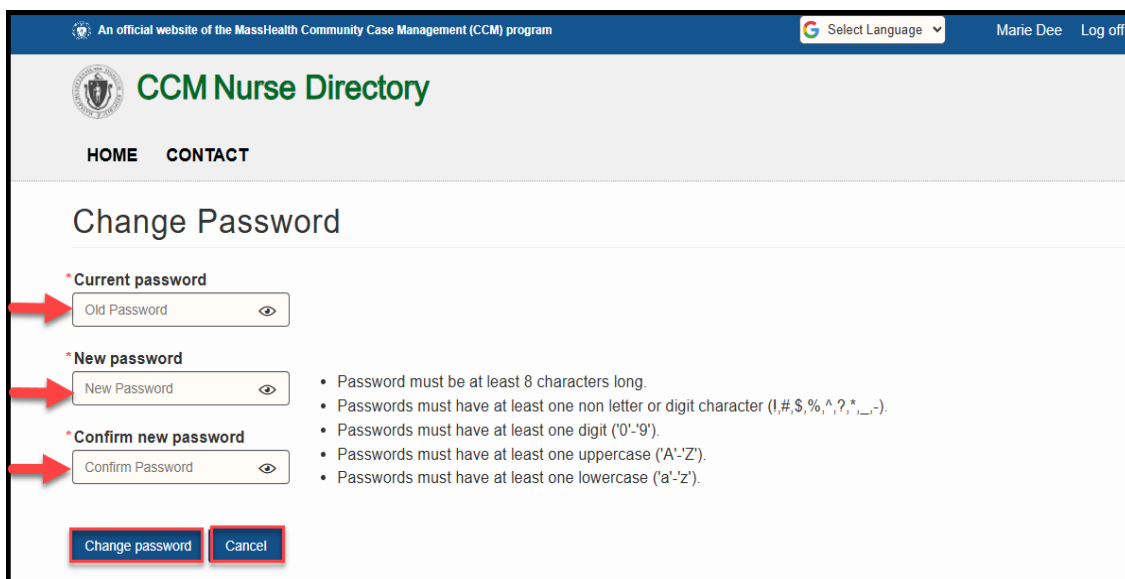 An official website of the MassHealth Community Case Management (CCM) program
Select Language
Marie Dee Log off
CCM Nurse Directory
HOME CONTACT
Change Password
*Current password
Old Password
*New password
New Password
• Password must be at least 8 characters long.
• Passwords must have at least one non letter or digit character (!,#,$,%,^,?,*,_,-).
• Passwords must have at least one digit ('0'-'9').
• Passwords must have at least one uppercase ('A'-'Z').
• Passwords must have at least one lowercase ('a'-'z').
*Confirm new password
Confirm Password
Change password Cancel